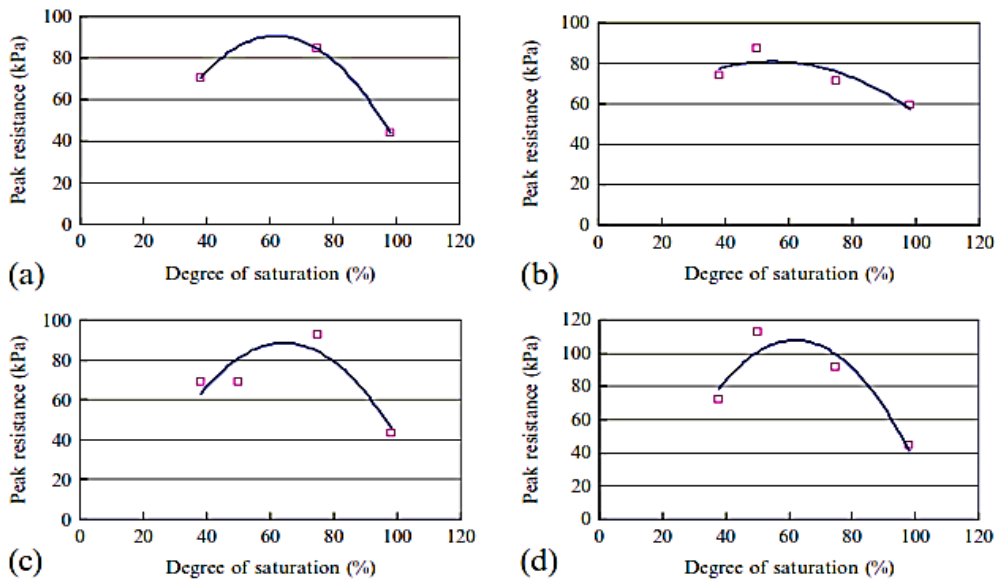 100
80
60
40
20
0
0 20 40 60 80 100 120
Peak resistance (kPa)
Degree of saturation (%)
(a)
100
80
60
40
20
0
0 20 40 60 80 100 120
Peak resistance (kPa)
Degree of saturation (%)
(b)
100
80
60
40
20
0
0 20 40 60 80 100 120
Peak resistance (kPa)
Degree of saturation (%)
(c)
120
100
80
60
40
20
0
0 20 40 60 80 100 120
Peak resistance (kPa)
Degree of saturation (%)
(d)